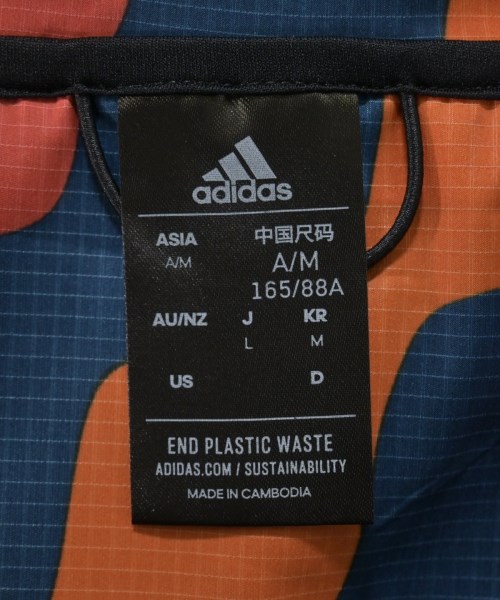 adidas
ASIA 中国尺码
A/M A/M
165/88A
AU/NZ J KR
L M
US D
END PLASTIC WASTE
ADIDAS.COM / SUSTAINABILITY
MADE IN CAMBODIA